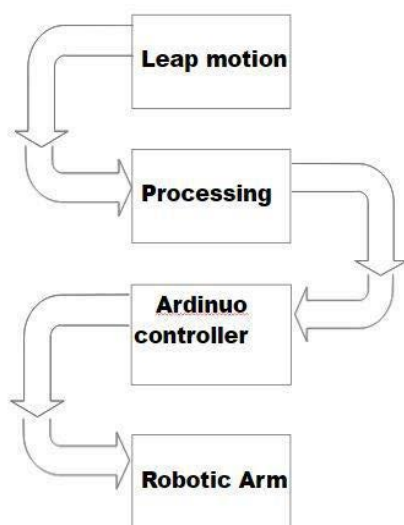 Leap motion
Processing
Ardinuo
controller
Robotic Arm